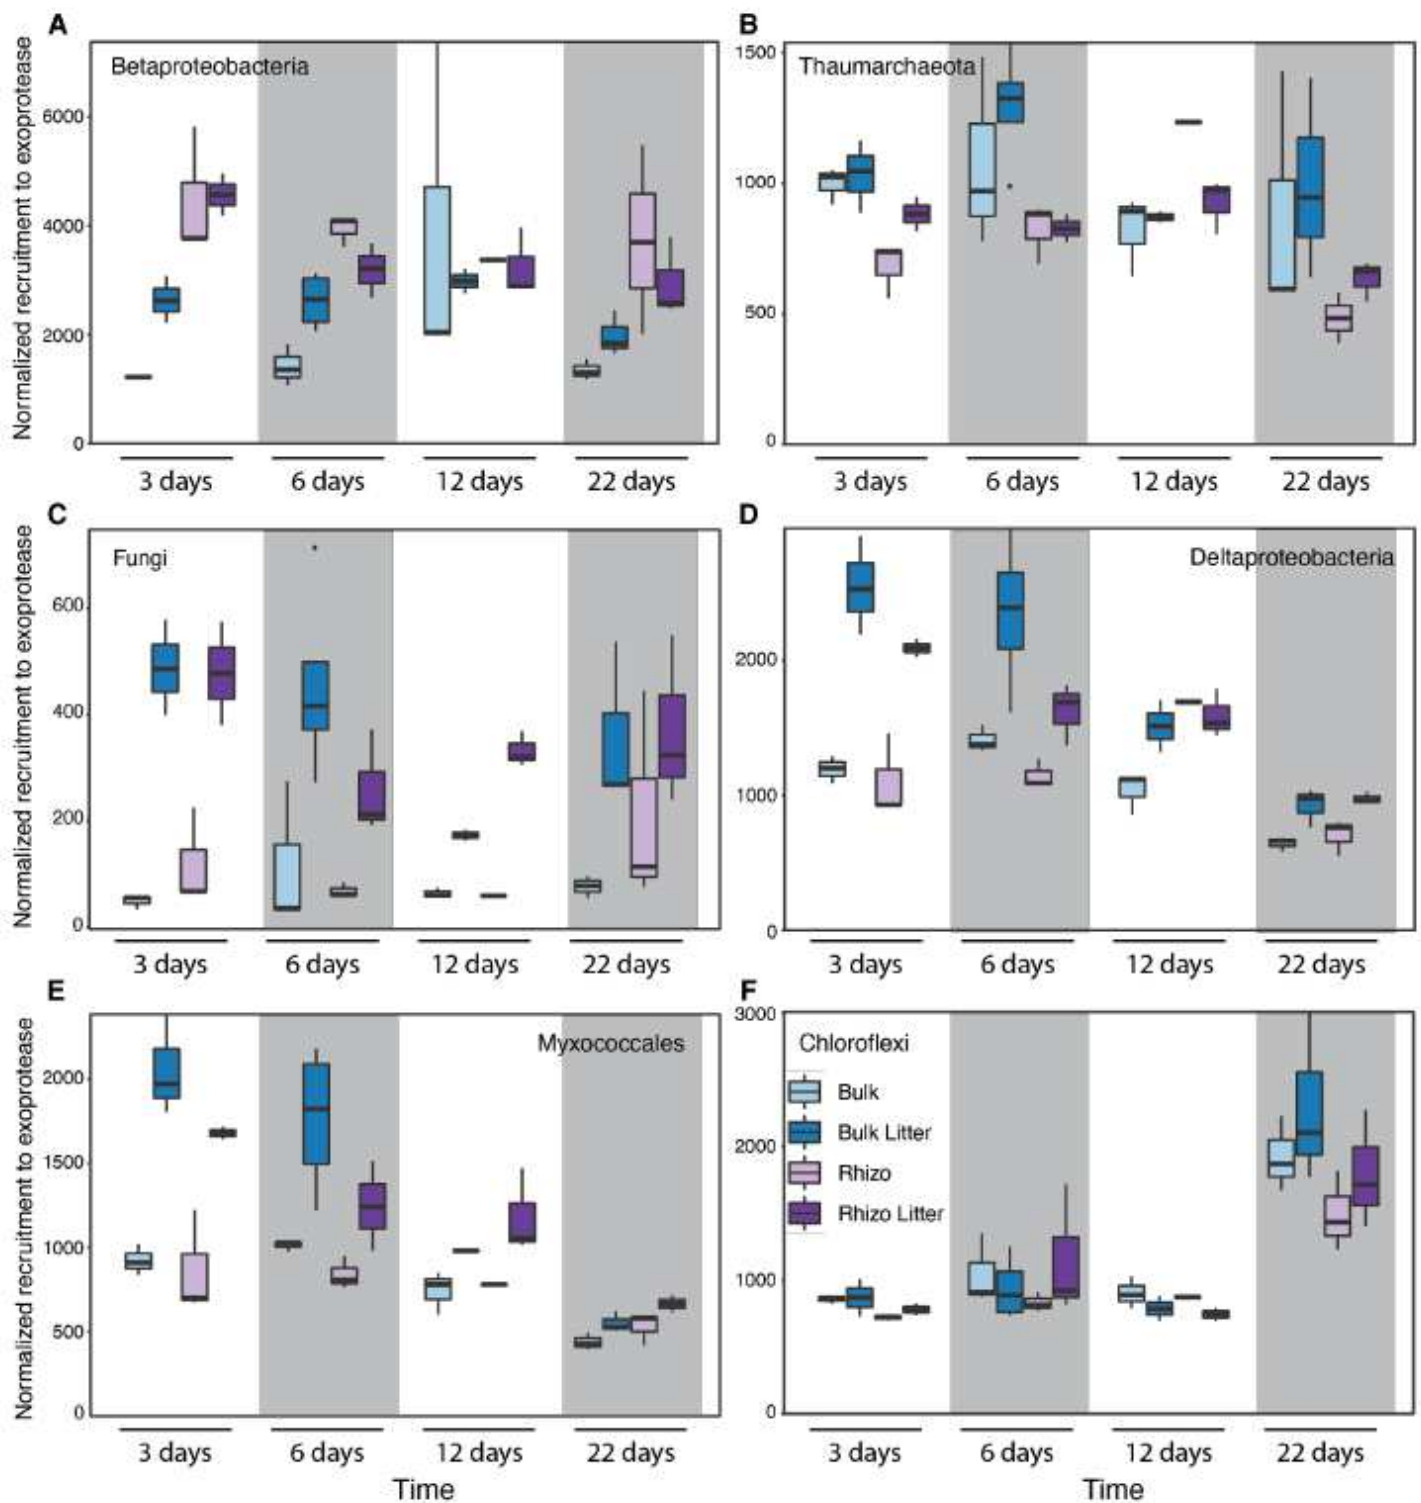 A
Normalized recruitment to exoprotease
Betaproteobacteria
6000
4000
2000
0
3 days 6 days 12 days 22 days
B
Thaumarchaeota
1500
1000
500
0
3 days 6 days 12 days 22 days
C
Normalized recruitment to exoprotease
Fungi
600
400
200
0
3 days 6 days 12 days 22 days
D
Deltaproteobacteria
2000
1000
0
3 days 6 days 12 days 22 days
E
Normalized recruitment to exoprotease
Myxococcales
2000
1500
1000
500
0
3 days 6 days 12 days 22 days
Time
F
3000
Chloroflexi
Bulk
Bulk Litter
Rhizo
Rhizo Litter
2000
1000
0
3 days 6 days 12 days 22 days
Time